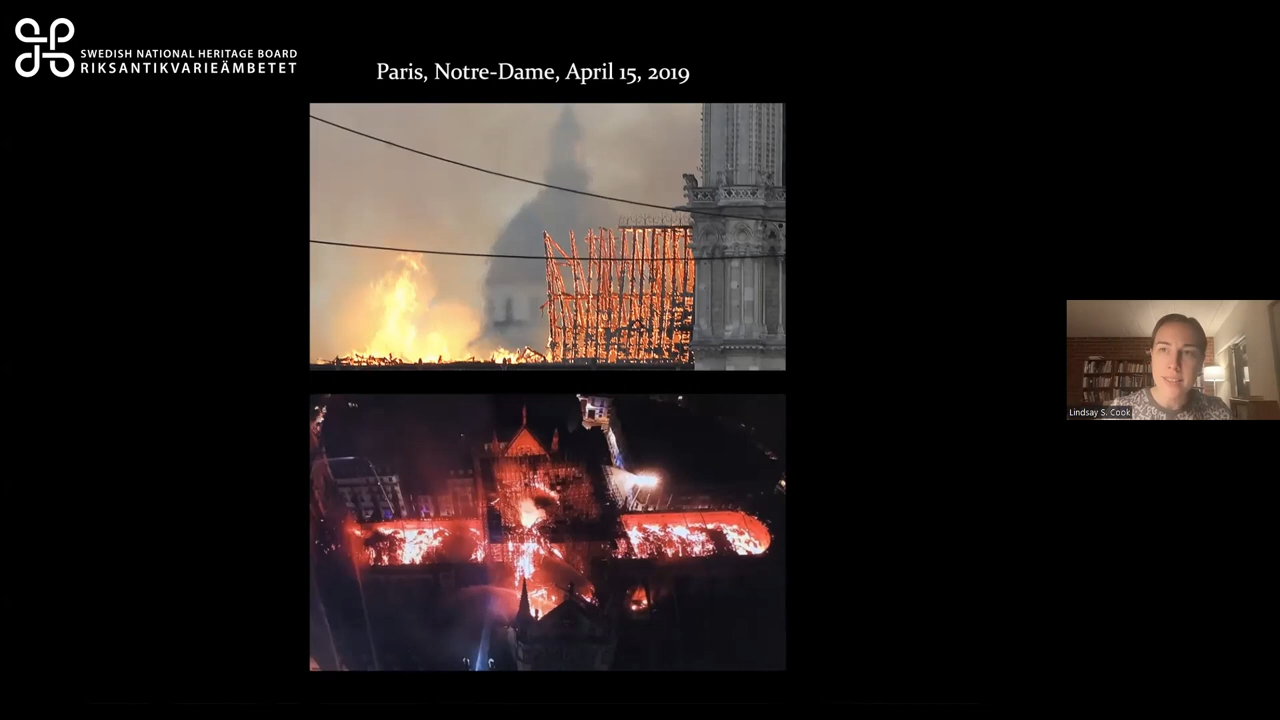 SWEDISH NATIONAL HERITAGE BOARD
RIKSANTIKVARIEÄMBETET
Paris, Notre-Dame, April 15, 2019
Lindsay S. Cook